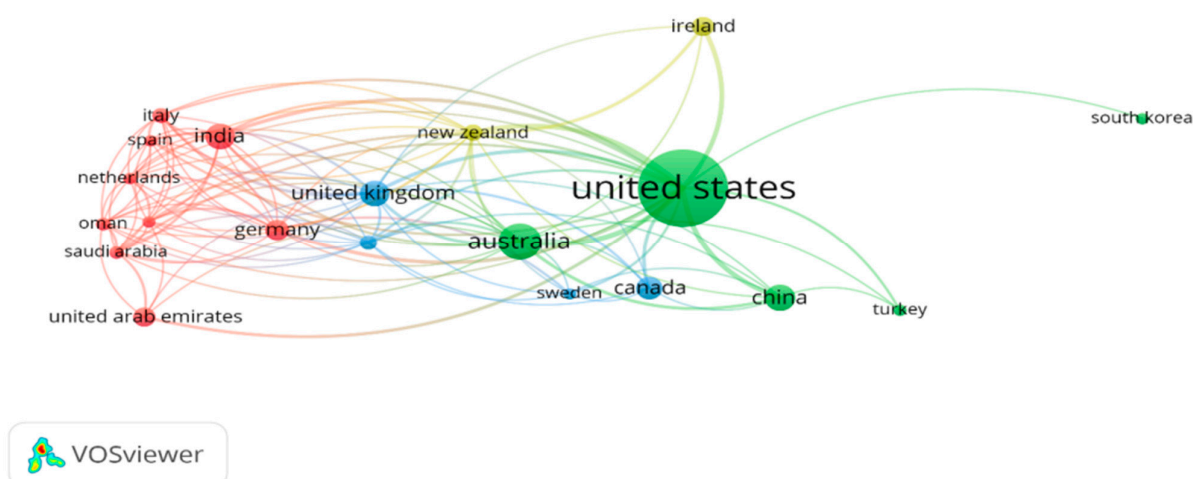 ireland
south korea
italy
india
spain
new zealand
netherlands
united kingdom
united states
oman
germany
australia
saudi arabia
sweden
canada
china
turkey
united arab emirates
VOSviewer